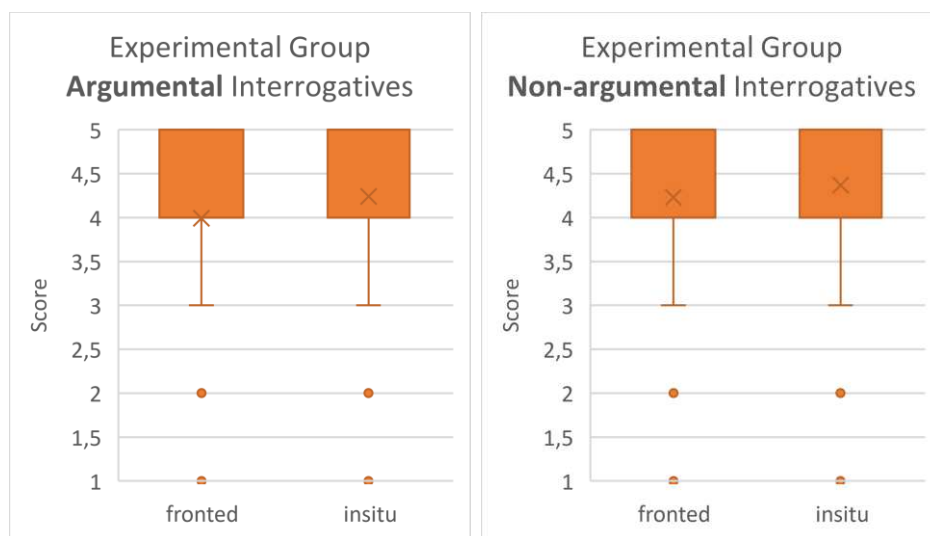 Experimental Group
Argumental Interrogatives
5
4,5
4
3,5
3
2,5
2
1,5
1
Score
fronted insitu
Experimental Group
Non-argumental Interrogatives
5
4,5
4
3,5
3
2,5
2
1,5
1
Score
fronted insitu